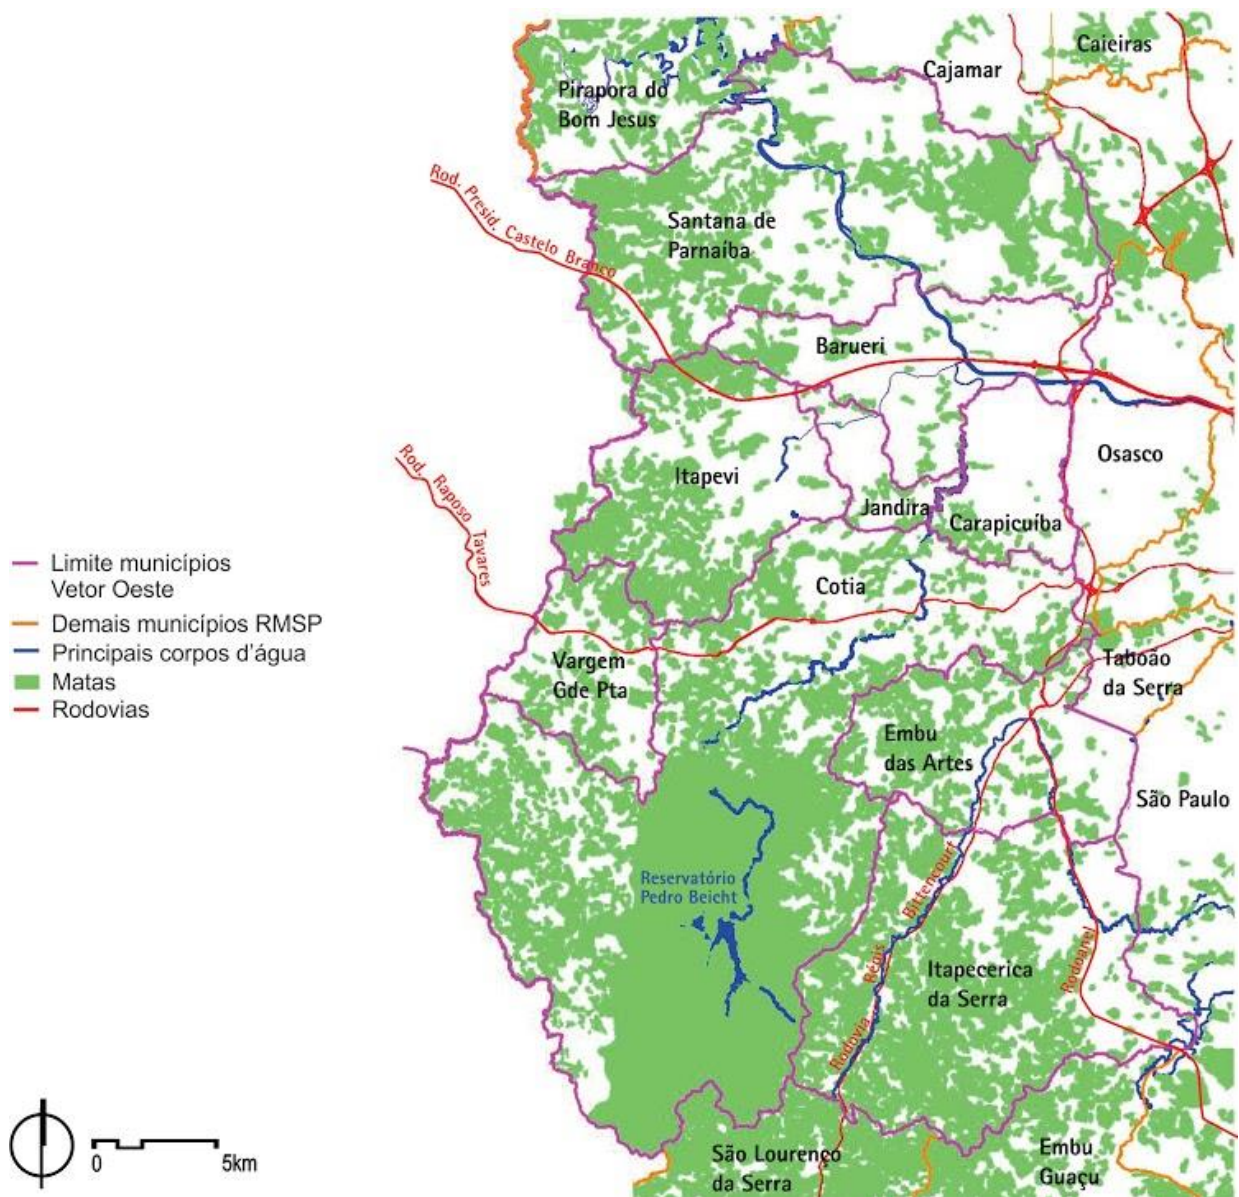 Caieiras
Cajamar
Pirapora do
Bom Jesus
Rod. Presid. Castelo Branco
Santana de
Parnaíba
Barueri
Osasco
Rod. Raposo Tavares
Itapevi
Jandira
Carapicuíba
Cotia
Limite municípios
Vetor Oeste
Demais municípios RMSP
Principais corpos d'água
Matas
Rodovias
Vargem
Gde Pta
Taboão
da Serra
Embu
das Artes
São Paulo
Reservatório
Pedro Beicht
Rodovia Régis Bittencourt
Itapecerica
da Serra
Rodoanel
0 5km
São Lourenço
da Serra
Embu
Guaçu